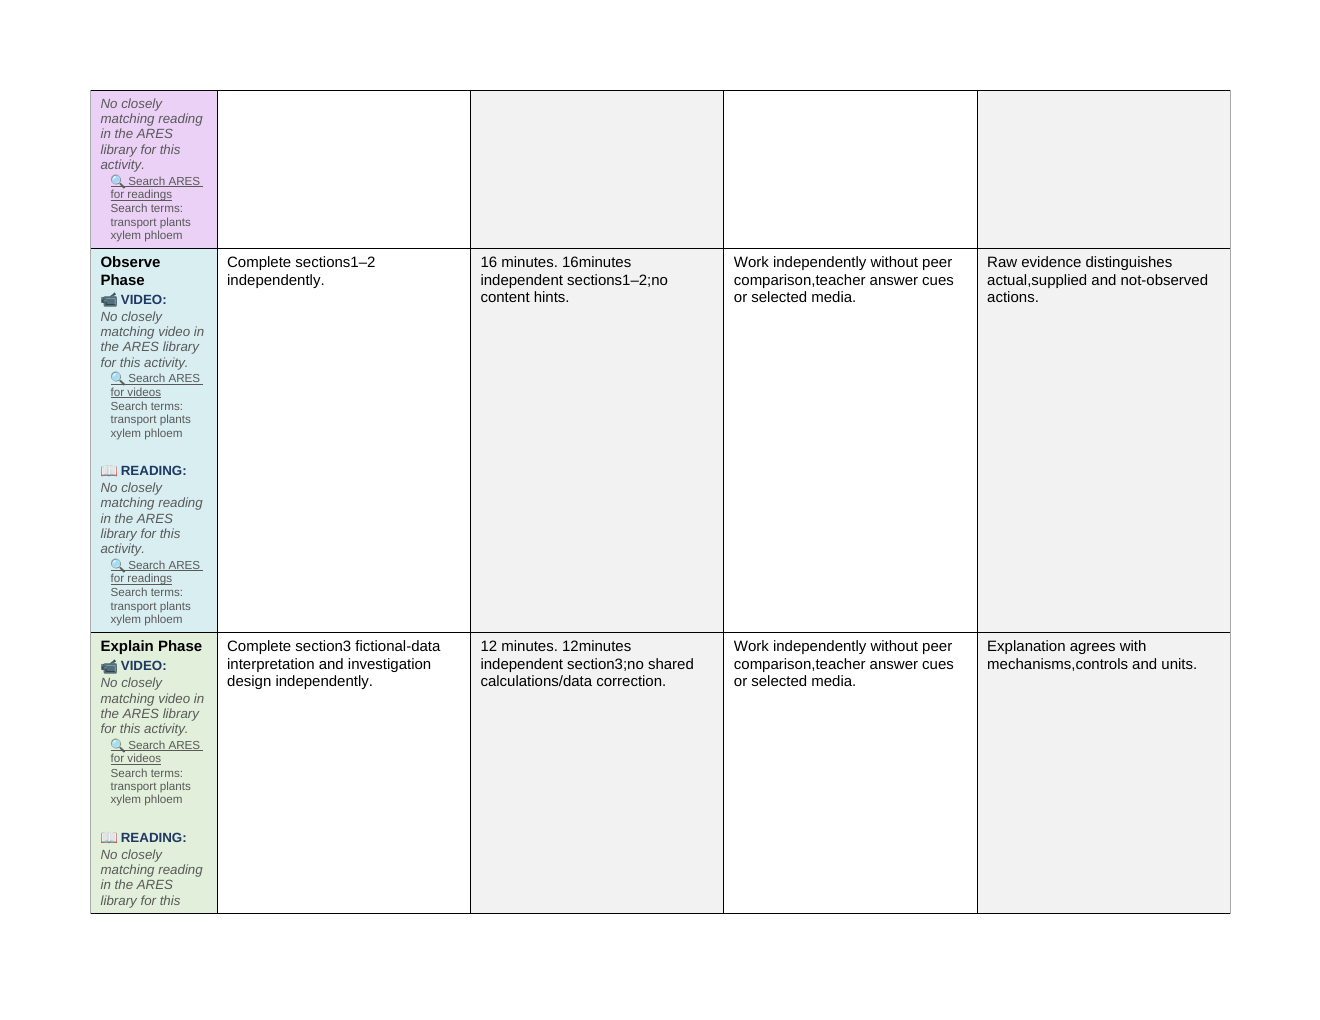 No closely
matching reading
in the ARES
library for this
activity.
🔍 Search ARES
for readings
Search terms:
transport plants
xylem phloem
Observe
Phase
📹 VIDEO:
No closely
matching video in
the ARES library
for this activity.
🔍 Search ARES
for videos
Search terms:
transport plants
xylem phloem
📖 READING:
No closely
matching reading
in the ARES
library for this
activity.
🔍 Search ARES
for readings
Search terms:
transport plants
xylem phloem
Complete sections1–2
independently.
16 minutes. 16minutes
independent sections1–2;no
content hints.
Work independently without peer
comparison,teacher answer cues
or selected media.
Raw evidence distinguishes
actual,supplied and not-observed
actions.
Explain Phase
📹 VIDEO:
No closely
matching video in
the ARES library
for this activity.
🔍 Search ARES
for videos
Search terms:
transport plants
xylem phloem
📖 READING:
No closely
matching reading
in the ARES
library for this
Complete section3 fictional-data
interpretation and investigation
design independently.
12 minutes. 12minutes
independent section3;no shared
calculations/data correction.
Work independently without peer
comparison,teacher answer cues
or selected media.
Explanation agrees with
mechanisms,controls and units.